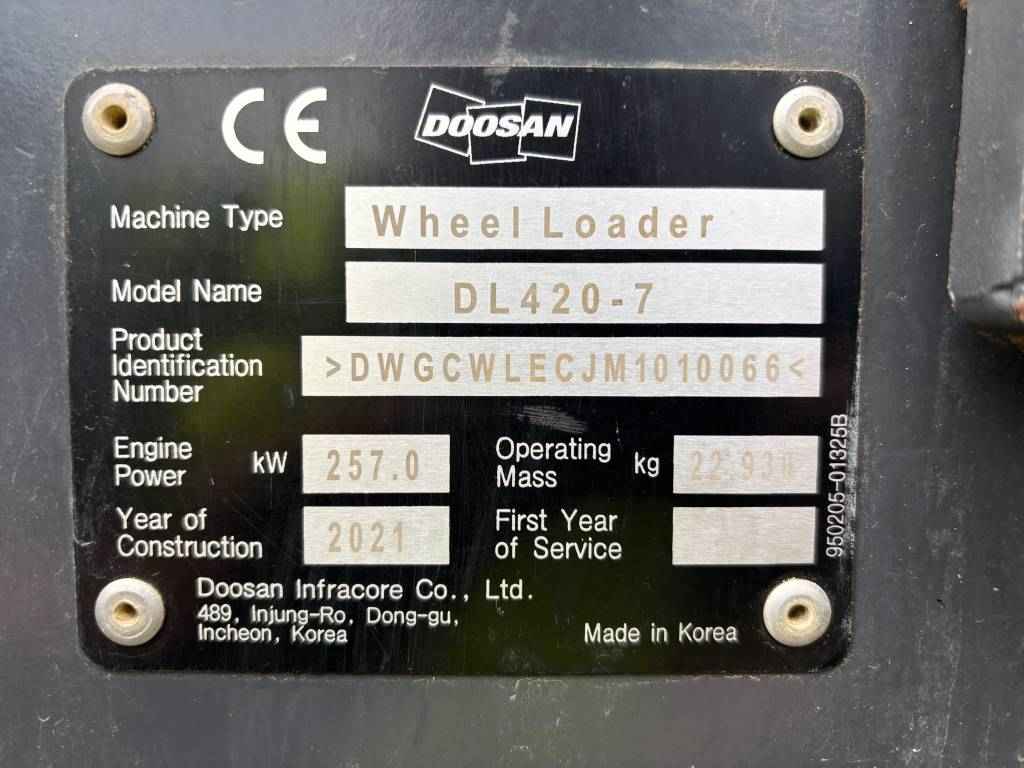 CE DOOSAN
Machine Type Wheel Loader
Model Name DL420-7
Product
Identification
Number >DWGCWLECJM1010066<
Engine
Power kW 257.0
Operating
Mass kg
Year of
Construction 2021
First Year
of Service
950205-01325B
Doosan Infracore Co., Ltd.
489, Injung-Ro, Dong-gu,
Incheon, Korea
Made in Korea